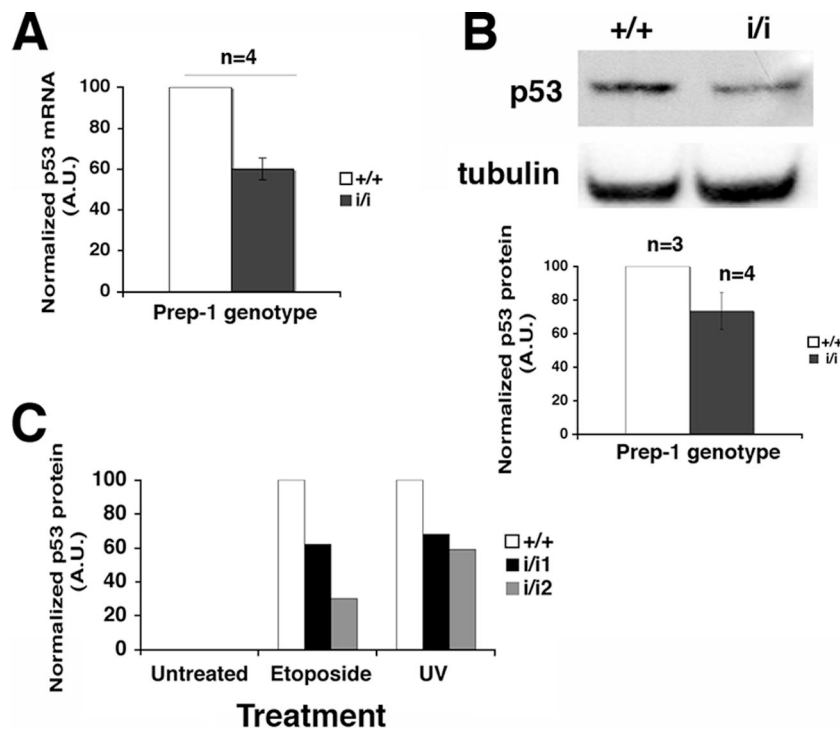 A
n=4
Normalized p53 mRNA
(A.U.)
100
80
60
40
20
0
+/+
i/i
Prep-1 genotype
B
+/+ i/i
p53
tubulin
n=3
n=4
Normalized p53 protein
(A.U.)
100
80
60
40
20
0
+/+
i/i
Prep-1 genotype
C
Normalized p53 protein
(A.U.)
100
80
60
40
20
0
+/+
i/i1
i/i2
Untreated Etoposide UV
Treatment